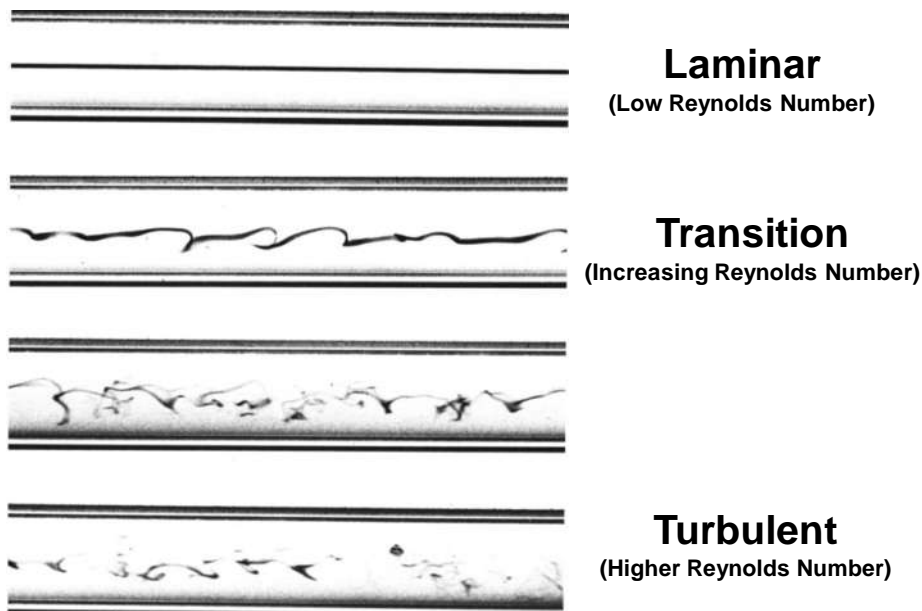 Laminar
(Low Reynolds Number)
Transition
(Increasing Reynolds Number)
Turbulent
(Higher Reynolds Number)